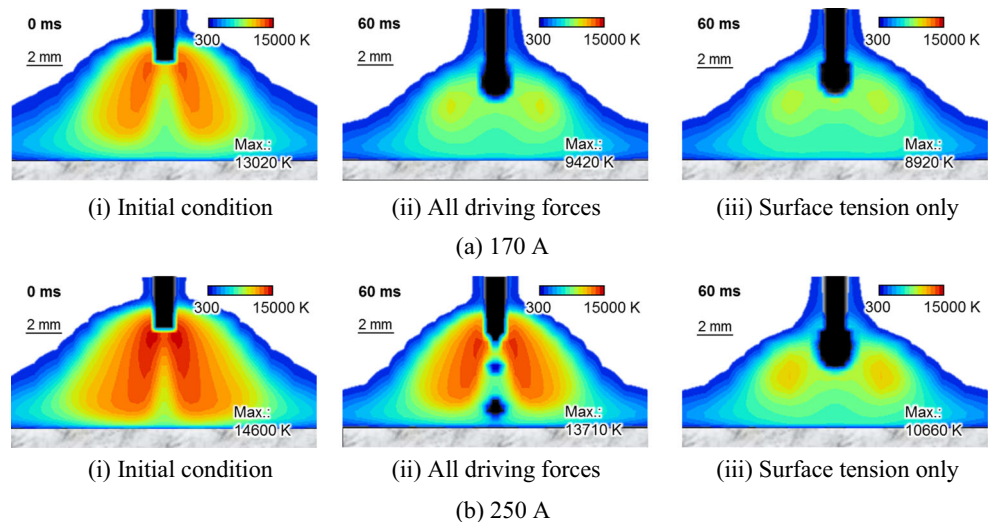 0 ms
300 15000 K
2 mm
Max.:
13020 K
60 ms
300 15000 K
2 mm
Max.:
9420 K
60 ms
300 15000 K
2 mm
Max.:
8920 K
(i) Initial condition
(ii) All driving forces
(iii) Surface tension only
(a) 170 A
0 ms
300 15000 K
2 mm
Max.:
14600 K
60 ms
300 15000 K
2 mm
Max.:
13710 K
60 ms
300 15000 K
2 mm
Max.:
10660 K
(i) Initial condition
(ii) All driving forces
(iii) Surface tension only
(b) 250 A